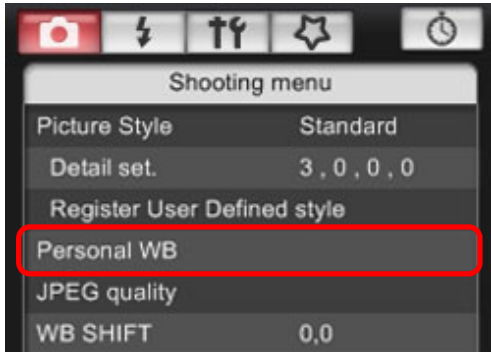 Shooting menu
Picture Style Standard
Detail set. 3 , 0 , 0 , 0
Register User Defined style
Personal WB
JPEG quality
WB SHIFT 0,0